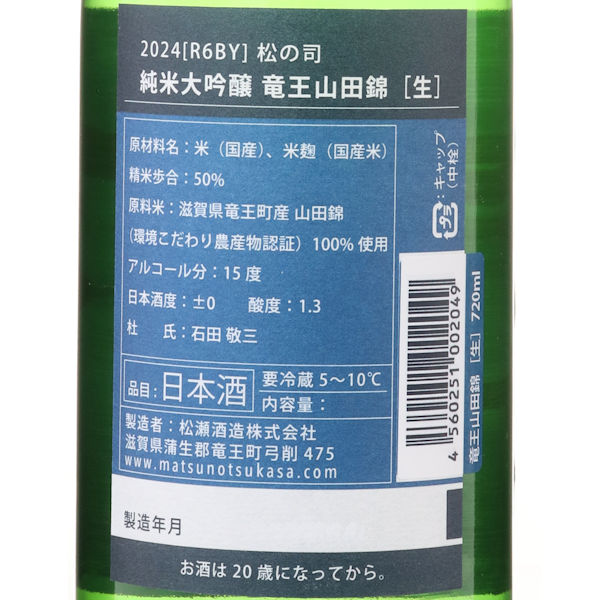 2024[R6BY] 松の司
純米大吟醸 竜王山田錦 [生]
原材料名：米（国産）、米麹（国産米）
精米歩合：50%
原料米：滋賀県竜王町産 山田錦
（環境こだわり農産物認証）100% 使用
アルコール分：15 度
日本酒度：±0 酸度：1.3
杜 氏：石田 敬三
品目：日本酒
要冷蔵 5～10℃
内容量：
製造者：松瀬酒造株式会社
滋賀県蒲生郡竜王町弓削 475
www.matsunotsukasa.com
製造年月
お酒は 20 歳になってから。
：キャップ
（中栓）
プラ
4 560251 002049
竜王山田錦 [生] 720ml